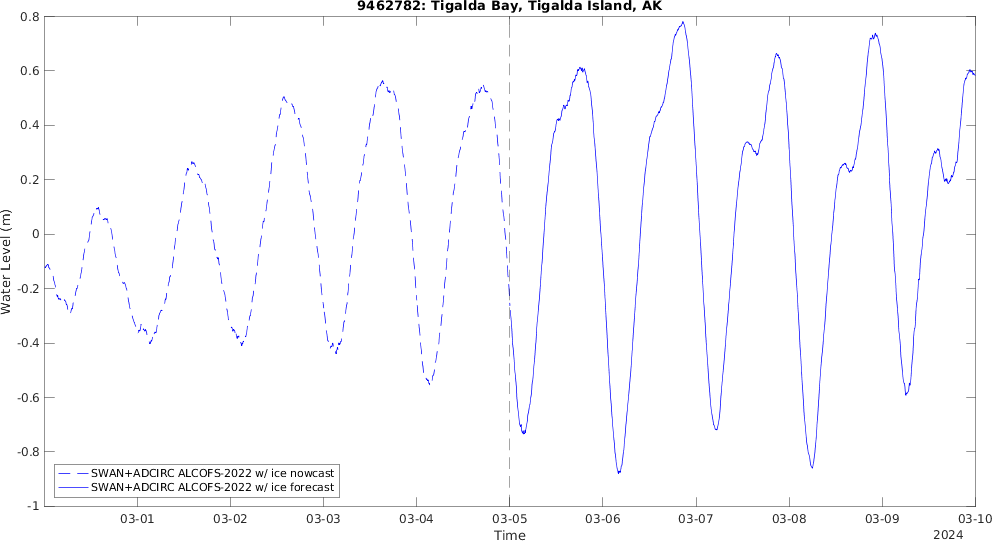 9462782: Tigalda Bay, Tigalda Island, AK
0.8
0.6
0.4
0.2
0
-0.2
-0.4
-0.6
-0.8
-1
Water Level (m)
SWAN+ADCIRC ALCOFS-2022 w/ ice nowcast
SWAN+ADCIRC ALCOFS-2022 w/ ice forecast
03-01 03-02 03-03 03-04 03-05 03-06 03-07 03-08 03-09 03-10
Time
2024